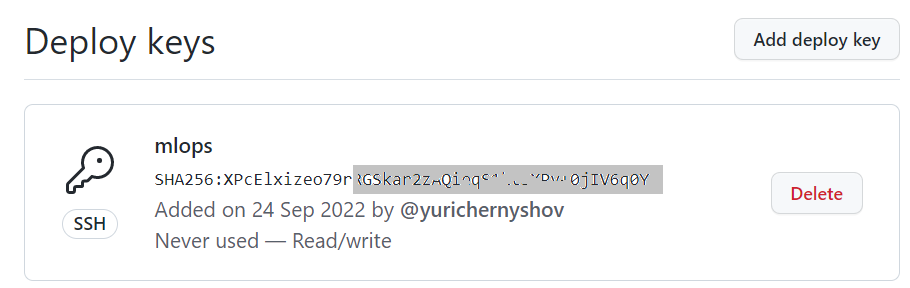 Deploy keys
Add deploy key
mlops
SHA256:XPcElxizeo79r
Added on 24 Sep 2022 by @yurichernyshov
SSH
Never used — Read/write
Delete